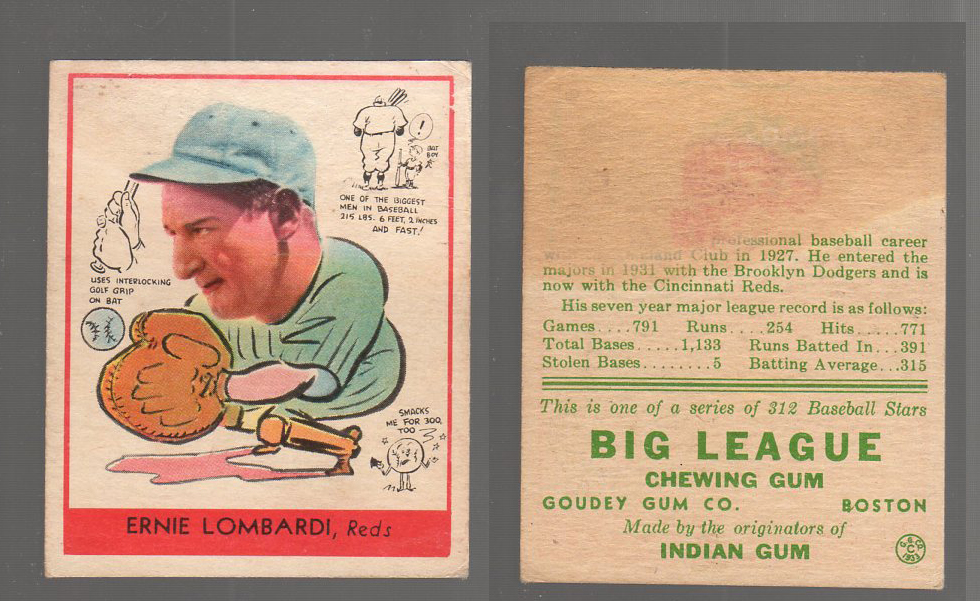 !
BAT
BOY
ONE OF THE BIGGEST
MEN IN BASEBALL
215 LBS. 6 FEET, 2 INCHES
AND FAST!
USES INTERLOCKING
GOLF GRIP
ON BAT
SMACKS
ME FOR 300,
TOO
ERNIE LOMBARDI, Reds
professional baseball career
Club in 1927. He entered the
majors in 1931 with the Brooklyn Dodgers and is
now with the Cincinnati Reds.
His seven year major league record is as follows:
Games....791 Runs....254 Hits.....771
Total Bases.....1,133 Runs Batted In...391
Stolen Bases........5 Batting Average...315
This is one of a series of 312 Baseball Stars
BIG LEAGUE
CHEWING GUM
GOUDEY GUM CO. BOSTON
Made by the originators of
INDIAN GUM
G.G.CO.
C
1933